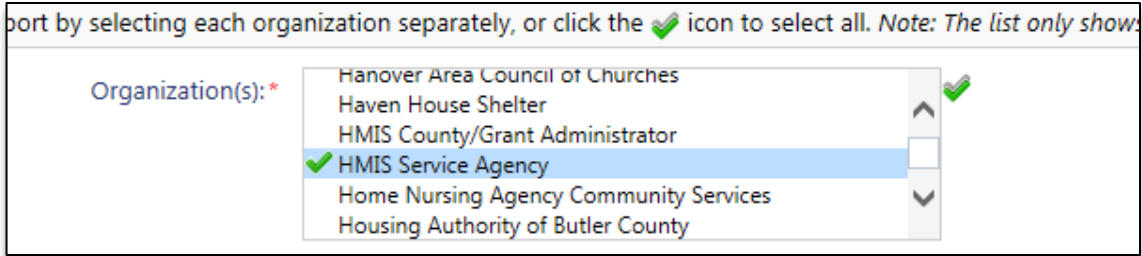 port by selecting each organization separately, or click the icon to select all. Note: The list only shows
Organization(s): *
Hanover Area Council of Churches
Haven House Shelter
HMIS County/Grant Administrator
HMIS Service Agency
Home Nursing Agency Community Services
Housing Authority of Butler County